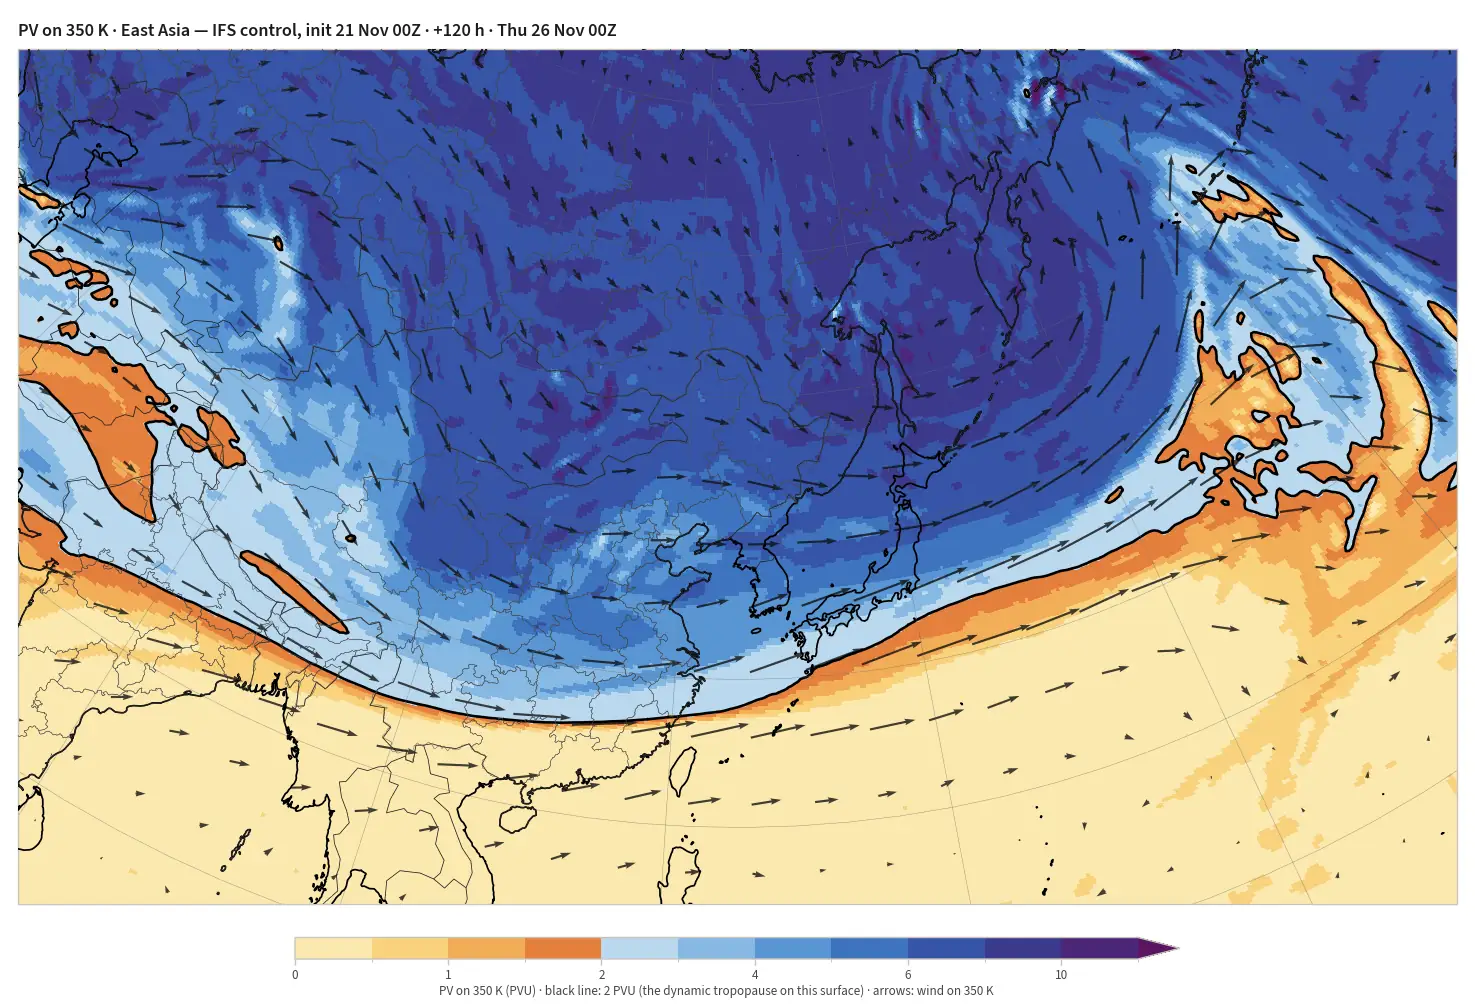 PV on 350 K · East Asia — IFS control, init 21 Nov 00Z · +120 h · Thu 26 Nov 00Z
0 1 2 4 6 10
PV on 350 K (PVU) · black line: 2 PVU (the dynamic tropopause on this surface) · arrows: wind on 350 K